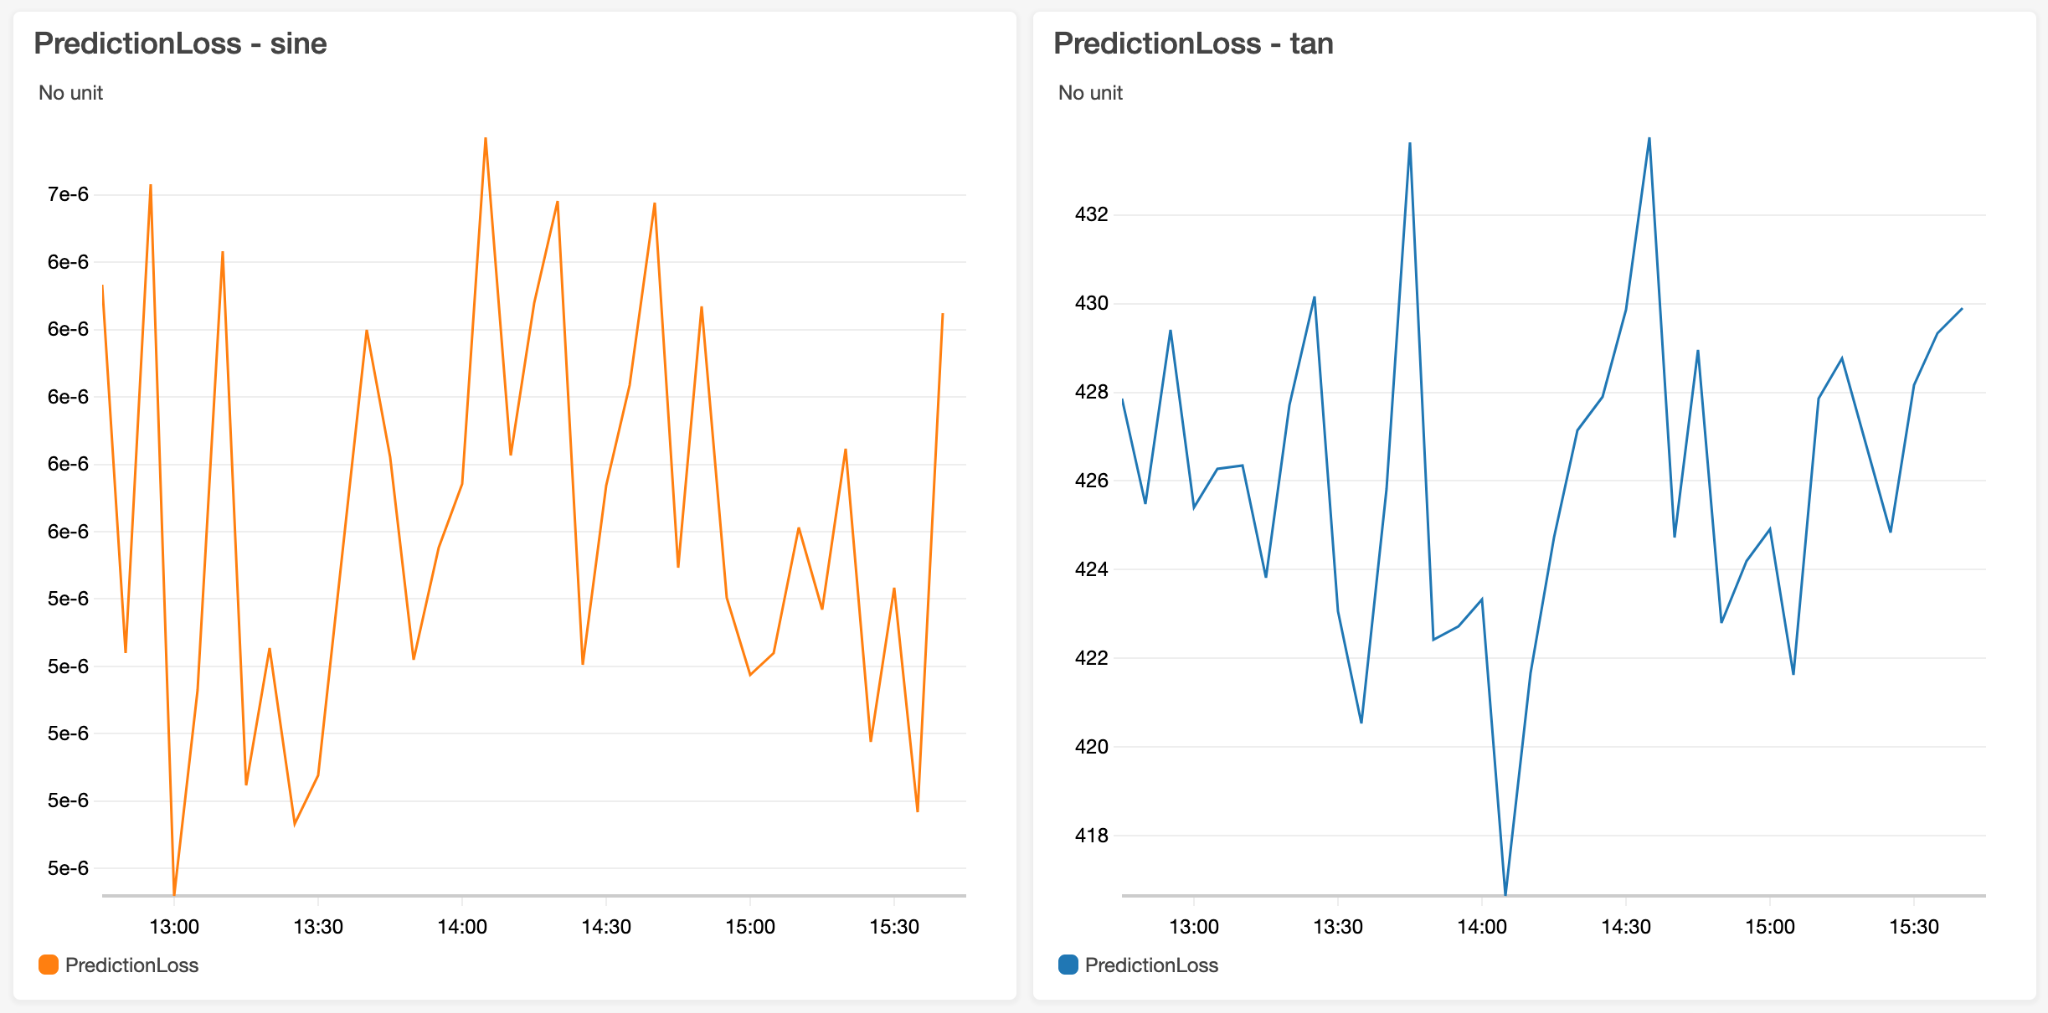 PredictionLoss - sine
No unit
7e-6
6e-6
6e-6
6e-6
6e-6
6e-6
5e-6
5e-6
5e-6
5e-6
5e-6
13:00 13:30 14:00 14:30 15:00 15:30
PredictionLoss
PredictionLoss - tan
No unit
432
430
428
426
424
422
420
418
13:00 13:30 14:00 14:30 15:00 15:30
PredictionLoss